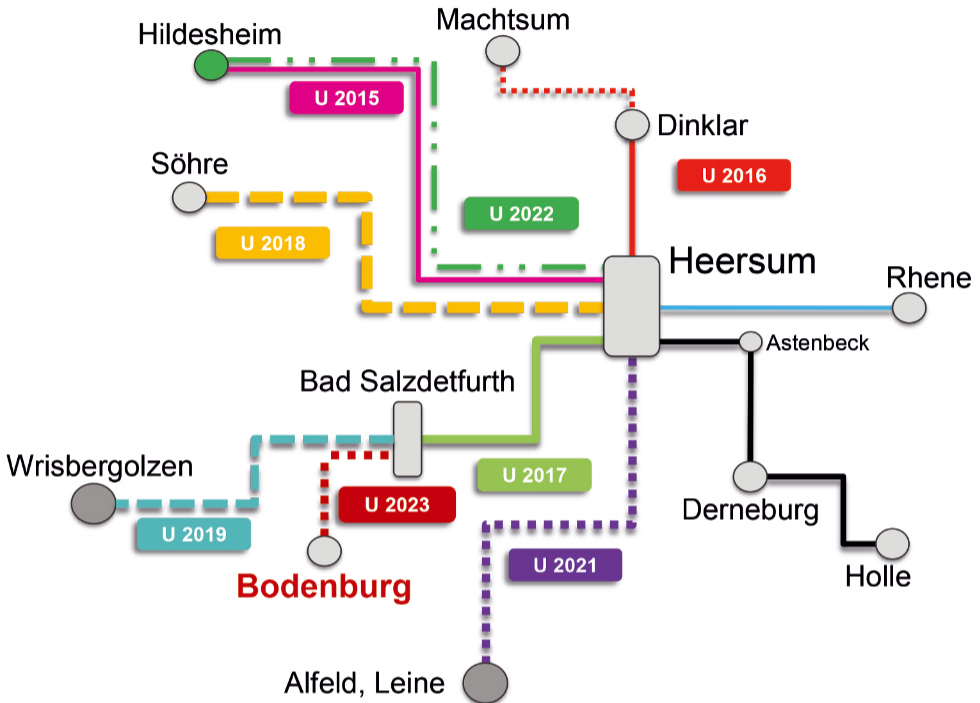 Machtsum
Hildesheim
U 2015
Dinklar
Söhre
U 2016
U 2022
U 2018
Heersum
Rhene
Astenbeck
Bad Salzdetfurth
Wrisbergolzen
U 2017
U 2023
Derneburg
U 2019
U 2021
Bodenburg
Holle
Alfeld, Leine